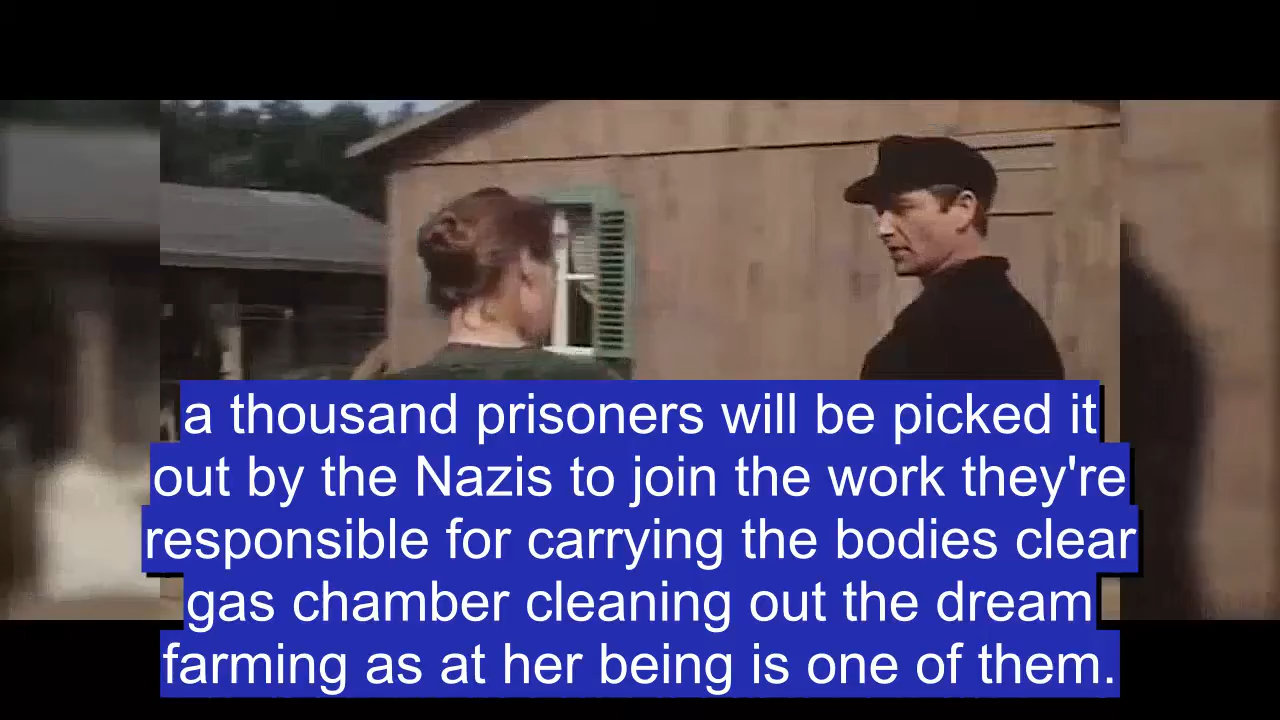 a thousand prisoners will be picked it
out by the Nazis to join the work they're
responsible for carrying the bodies clear
gas chamber cleaning out the dream
farming as at her being is one of them.